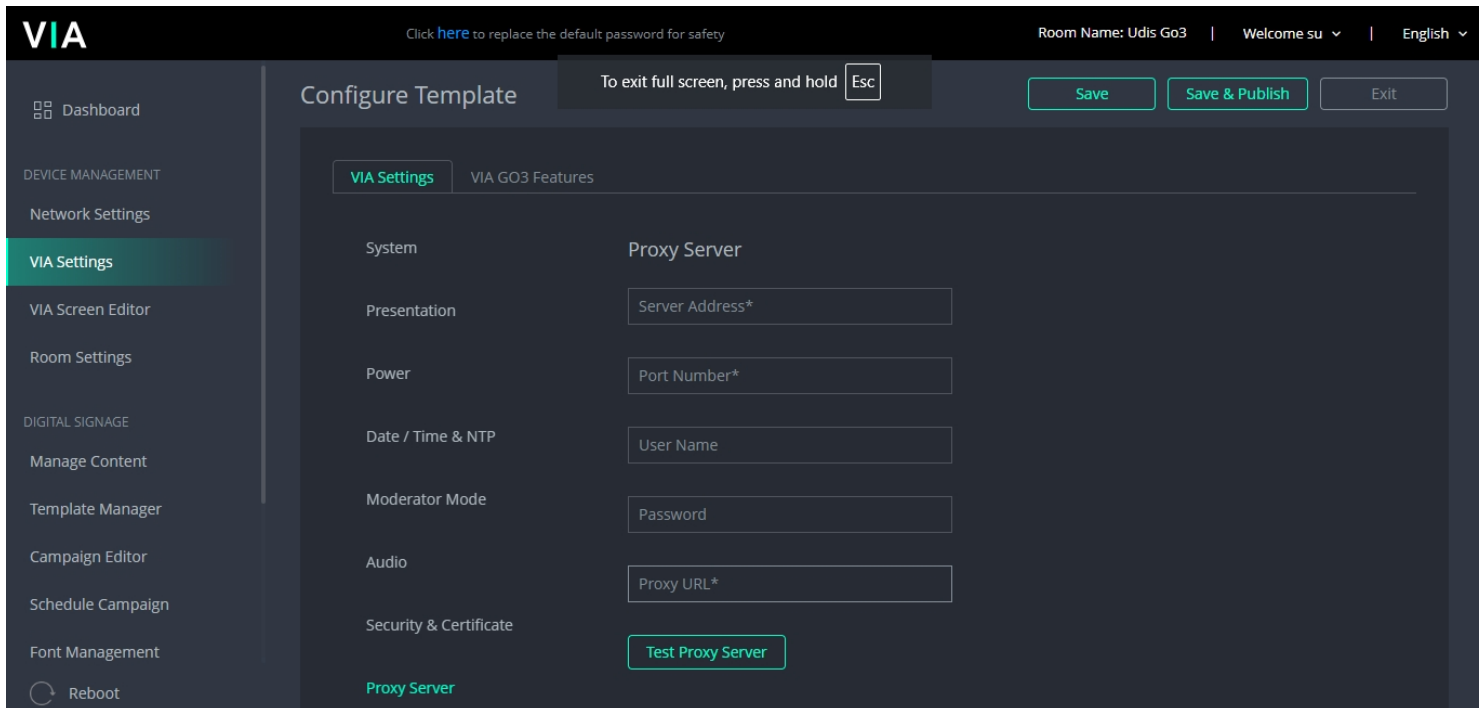 VIA
Click here to replace the default password for safety
Room Name: Udis Go3 | Welcome su | English
To exit full screen, press and hold Esc
Configure Template
Save
Save & Publish
Exit
Dashboard
DEVICE MANAGEMENT
Network Settings
VIA Settings
VIA Screen Editor
Room Settings
DIGITAL SIGNAGE
Manage Content
Template Manager
Campaign Editor
Schedule Campaign
Font Management
Reboot
VIA Settings
VIA GO3 Features
System
Presentation
Power
Date / Time & NTP
Moderator Mode
Audio
Security & Certificate
Proxy Server
Proxy Server
Server Address*
Port Number*
User Name
Password
Proxy URL*
Test Proxy Server